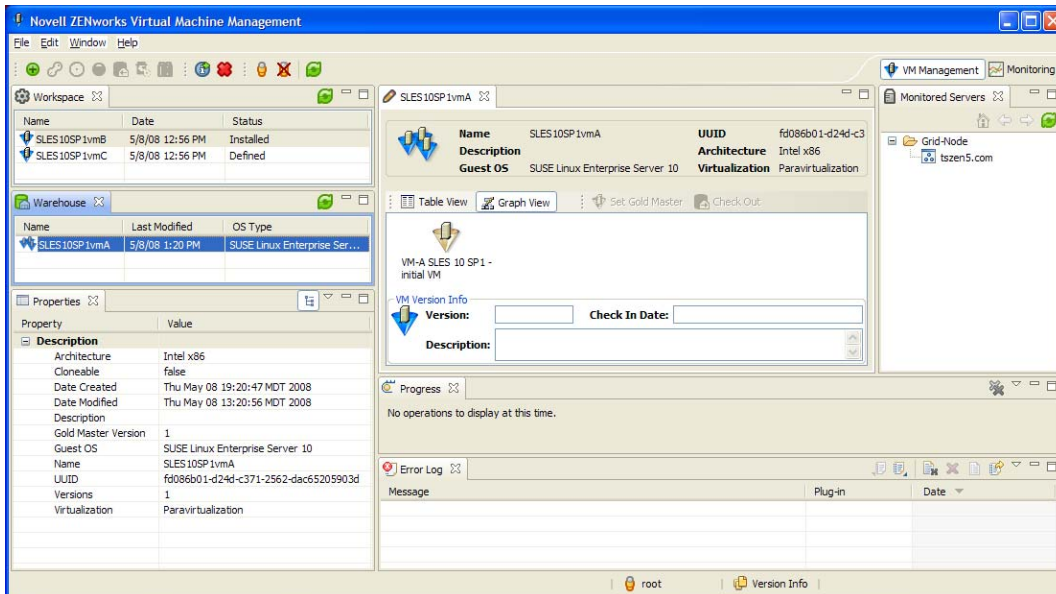 Novell ZENworks Virtual Machine Management
File Edit Window Help
VM Management Monitoring
Workspace
Name Date Status
SLES10SP1vmB 5/8/08 12:56 PM Installed
SLES10SP1vmC 5/8/08 12:56 PM Defined
Warehouse
Name Last Modified OS Type
SLES10SP1vmA 5/8/08 1:20 PM SUSE Linux Enterprise Ser...
Properties
Property Value
Description
Architecture Intel x86
Cloneable false
Date Created Thu May 08 19:20:47 MDT 2008
Date Modified Thu May 08 13:20:56 MDT 2008
Description
Gold Master Version 1
Guest OS SUSE Linux Enterprise Server 10
Name SLES10SP1vmA
UUID fd086b01-d24d-c371-2562-dac65205903d
Versions 1
Virtualization Paravirtualization
SLES10SP1vmA
Name SLES10SP1vmA UUID fd086b01-d24d-c3
Description Architecture Intel x86
Guest OS SUSE Linux Enterprise Server 10 Virtualization Paravirtualization
Table View Graph View Set Gold Master Check Out
VM-A SLES 10 SP1 -
initial VM
VM Version Info
Version: Check In Date:
Description:
Progress
No operations to display at this time.
Error Log
Message Plug-in Date
Monitored Servers
Grid-Node
tszen5.com
root Version Info